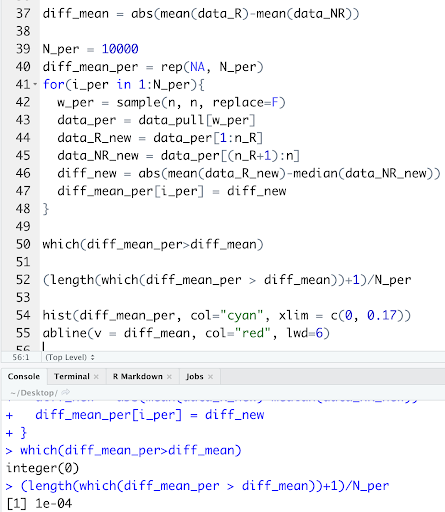 37 diff_mean = abs(mean(data_R)-mean(data_NR))
38
39 N_per = 10000
40 diff_mean_per = rep(NA, N_per)
41 for(i_per in 1:N_per){
42 w_per = sample(n, n, replace=F)
43 data_per = data_pull[w_per]
44 data_R_new = data_per[1:n_R]
45 data_NR_new = data_per[(n_R+1):n]
46 diff_new = abs(mean(data_R_new)-median(data_NR_new))
47 diff_mean_per[i_per] = diff_new
48 }
49
50 which(diff_mean_per>diff_mean)
51
52 (length(which(diff_mean_per > diff_mean))+1)/N_per
53
54 hist(diff_mean_per, col="cyan", xlim = c(0, 0.17))
55 abline(v = diff_mean, col="red", lwd=6)
56
56:1 (Top Level)
Console Terminal × R Markdown × Jobs ×
~/Desktop/
+ diff_mean_per[i_per] = diff_new
+ }
> which(diff_mean_per>diff_mean)
integer(0)
> (length(which(diff_mean_per > diff_mean))+1)/N_per
[1] 1e-04